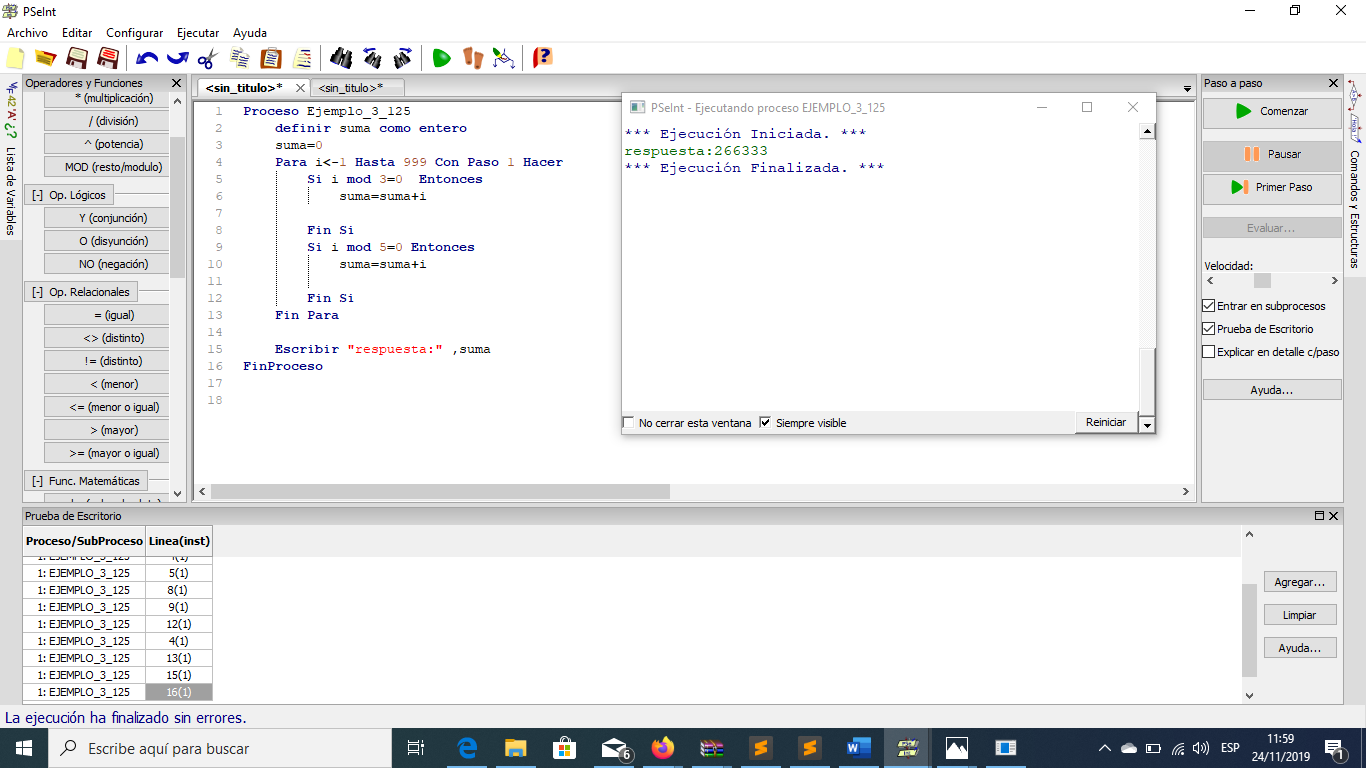 PSeInt
Archivo Editar Configurar Ejecutar Ayuda
Operadores y Funciones
* (multiplicación)
/ (división)
^ (potencia)
MOD (resto/modulo)
[-] Op. Lógicos
Y (conjunción)
O (disyunción)
NO (negación)
[-] Op. Relacionales
= (igual)
<> (distinto)
!= (distinto)
< (menor)
<= (menor o igual)
> (mayor)
>= (mayor o igual)
[-] Func. Matemáticas
Lista de Variables
<sin_titulo>* <sin_titulo>*
1 Proceso Ejemplo_3_125
2 definir suma como entero
3 suma=0
4 Para i<-1 Hasta 999 Con Paso 1 Hacer
5 Si i mod 3=0 Entonces
6 suma=suma+i
7
8 Fin Si
9 Si i mod 5=0 Entonces
10 suma=suma+i
11
12 Fin Si
13 Fin Para
14
15 Escribir "respuesta:" ,suma
16 FinProceso
17
18
PSeInt - Ejecutando proceso EJEMPLO_3_125
*** Ejecución Iniciada. ***
respuesta:266333
*** Ejecución Finalizada. ***
No cerrar esta ventana Siempre visible Reiniciar
Paso a paso
Comenzar
Pausar
Primer Paso
Evaluar...
Velocidad:
Entrar en subprocesos
Prueba de Escritorio
Explicar en detalle c/paso
Ayuda...
Comandos y Estructuras
Prueba de Escritorio
Proceso/SubProceso Linea(inst)
1: EJEMPLO_3_125 4(1)
1: EJEMPLO_3_125 5(1)
1: EJEMPLO_3_125 8(1)
1: EJEMPLO_3_125 9(1)
1: EJEMPLO_3_125 12(1)
1: EJEMPLO_3_125 4(1)
1: EJEMPLO_3_125 13(1)
1: EJEMPLO_3_125 15(1)
1: EJEMPLO_3_125 16(1)
Agregar...
Limpiar
Ayuda...
La ejecución ha finalizado sin errores.
Escribe aquí para buscar
6
ESP
11:59
24/11/2019
1